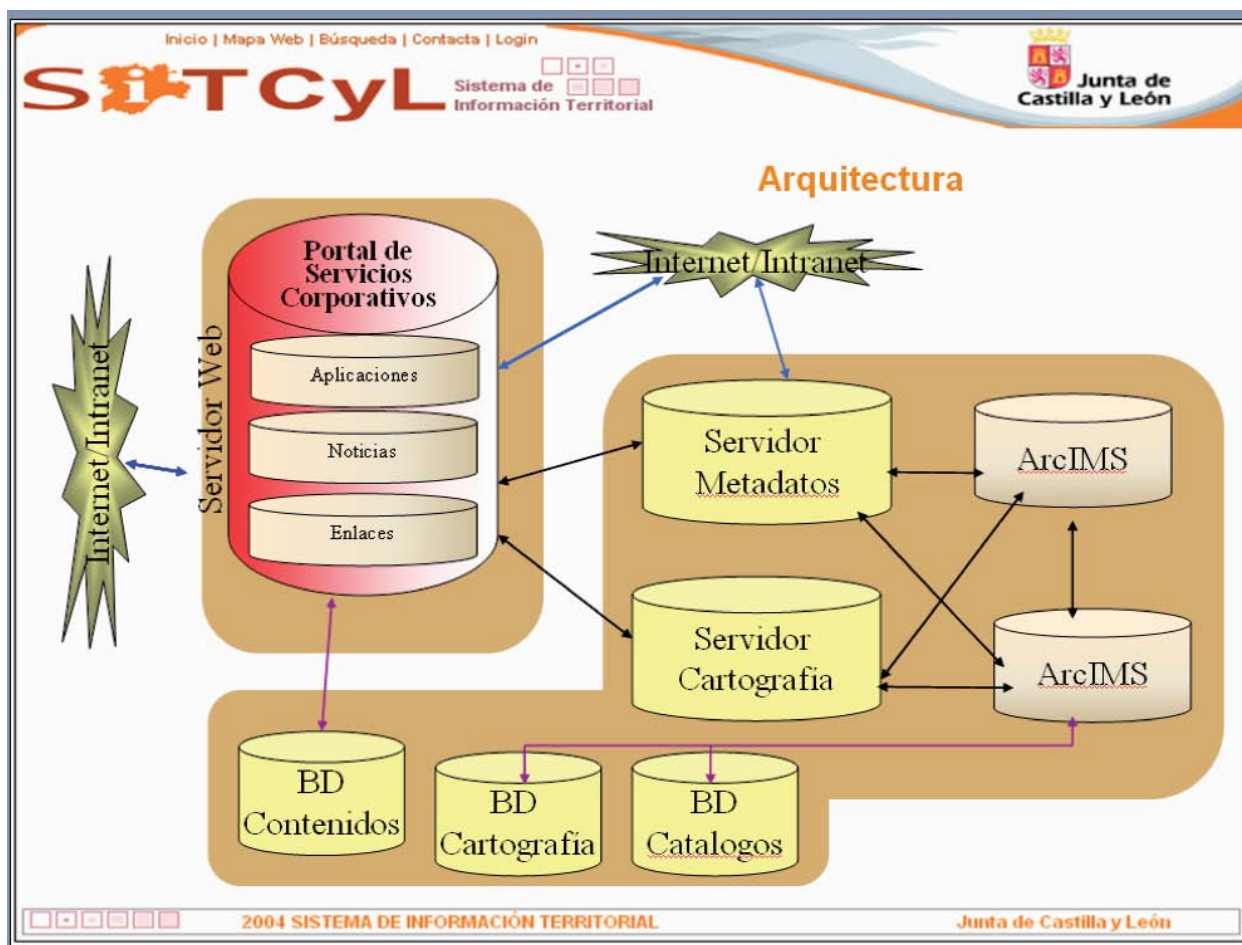 Inicio | Mapa Web | Búsqueda | Contacta | Login
SiTCyL
Sistema de
Información Territorial
Junta de
Castilla y León
Arquitectura
Internet/Intranet
Servidor Web
Portal de
Servicios
Corporativos
Aplicaciones
Noticias
Enlaces
Internet/Intranet
Servidor
Metadatos
ArcIMS
Servidor
Cartografía
ArcIMS
BD
Contenidos
BD
Cartografía
BD
Catalogos
2004 SISTEMA DE INFORMACIÓN TERRITORIAL
Junta de Castilla y León